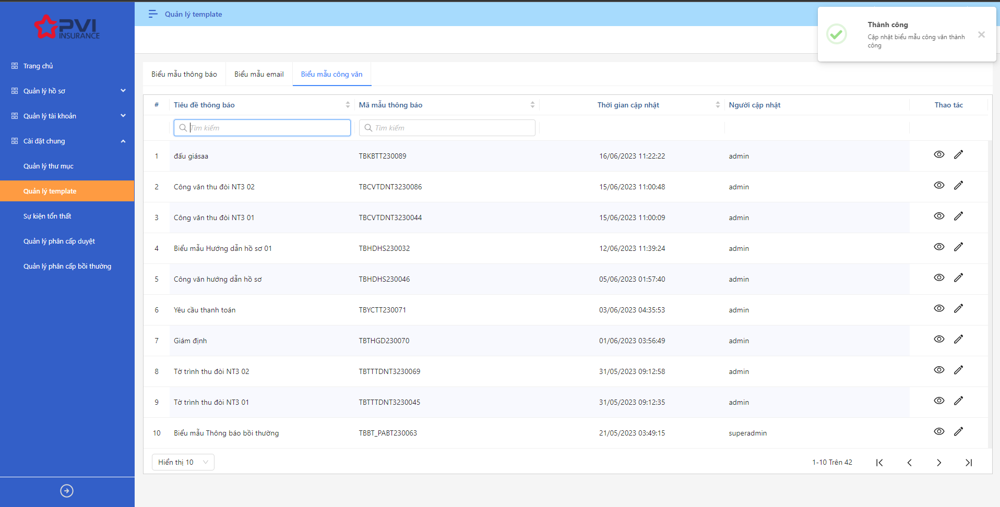 PVI
INSURANCE
Trang chủ
Quản lý hồ sơ
Quản lý tài khoản
Cài đặt chung
Quản lý thư mục
Quản lý template
Sự kiện tổn thất
Quản lý phân cấp duyệt
Quản lý phân cấp bồi thường
Quản lý template
Thành công
Cập nhật biểu mẫu công văn thành
công
Biểu mẫu thông báo Biểu mẫu email Biểu mẫu công văn
# Tiêu đề thông báo Mã mẫu thông báo Thời gian cập nhật Người cập nhật Thao tác
Tìm kiếm Tìm kiếm
1 đấu giásaa TBKBTT230089 16/06/2023 11:22:22 admin
2 Công văn thu đòi NT3 02 TBCVTDNT3230086 15/06/2023 11:00:48 admin
3 Công văn thu đòi NT3 01 TBCVTDNT3230044 15/06/2023 11:00:09 admin
4 Biểu mẫu Hướng dẫn hồ sơ 01 TBHDHS230032 12/06/2023 11:39:24 admin
5 Công văn hướng dẫn hồ sơ TBHDHS230046 05/06/2023 01:57:40 admin
6 Yêu cầu thanh toán TBYCTT230071 03/06/2023 04:35:53 admin
7 Giám định TBTHGD230070 01/06/2023 03:56:49 admin
8 Tờ trình thu đòi NT3 02 TBTTTDNT3230069 31/05/2023 09:12:58 admin
9 Tờ trình thu đòi NT3 01 TBTTTDNT3230045 31/05/2023 09:12:35 admin
10 Biểu mẫu Thông báo bồi thường TBBT_PABT230063 21/05/2023 03:49:15 superadmin
Hiển thị 10 1-10 Trên 42